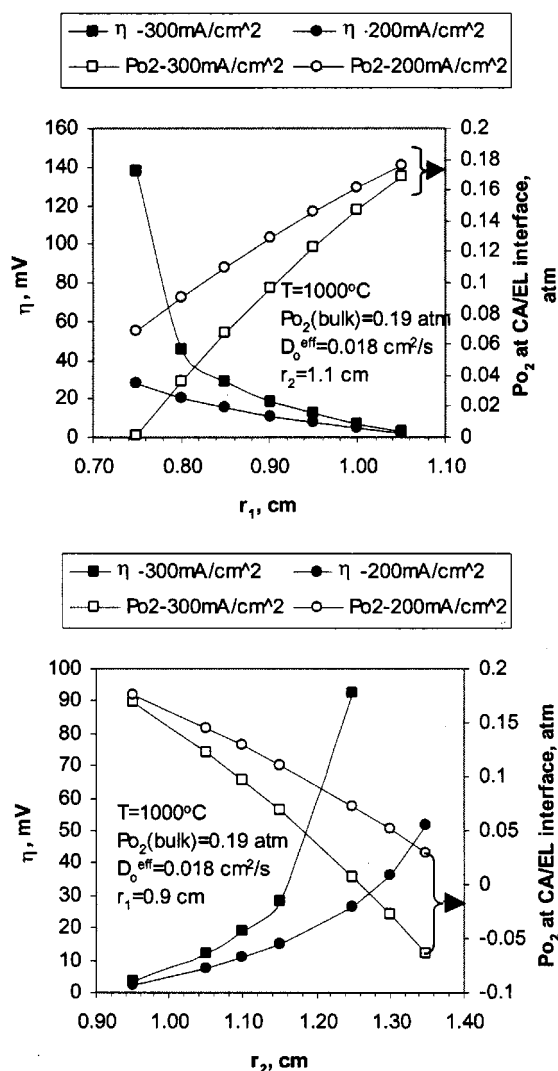 η -300mA/cm^2 η -200mA/cm^2
Po2-300mA/cm^2 Po2-200mA/cm^2
160 0.2
140 0.18
120 0.16
100 0.14
80 0.12
60 0.1
40 0.08
20 0.06
0 0.04
0.02
0
η, mV
T=1000°C
Po₂(bulk)=0.19 atm
Dₒᵉᶠᶠ=0.018 cm²/s
r₂=1.1 cm
Po₂ at CA/EL interface, atm
0.70 0.80 0.90 1.00 1.10
r₁, cm
η -300mA/cm^2 η -200mA/cm^2
Po2-300mA/cm^2 Po2-200mA/cm^2
100 0.2
90 0.15
80 0.1
70 0.05
60 0
50 -0.05
40 -0.1
30
20
10
0
η, mV
T=1000°C
Po₂(bulk)=0.19 atm
Dₒᵉᶠᶠ=0.018 cm²/s
r₁=0.9 cm
Po₂ at CA/EL interface, atm
0.90 1.00 1.10 1.20 1.30 1.40
r₂, cm